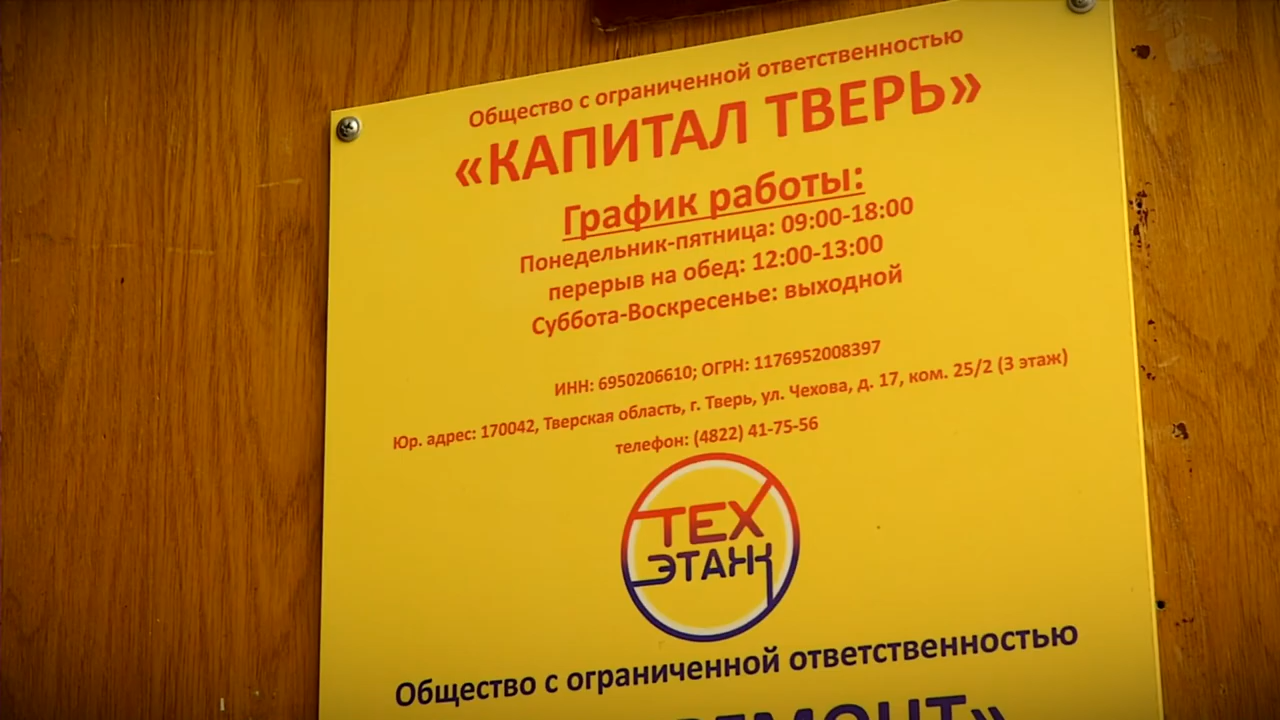 Общество с ограниченной ответственностью
«КАПИТАЛ ТВЕРЬ»
График работы:
Понедельник-пятница: 09:00-18:00
перерыв на обед: 12:00-13:00
Суббота-Воскресенье: выходной
ИНН: 6950206610; ОГРН: 1176952008397
Юр. адрес: 170042, Тверская область, г. Тверь, ул. Чехова, д. 17, ком. 25/2 (3 этаж)
телефон: (4822) 41-75-56
ТЕХ
ЭТАЖ
Общество с ограниченной ответственностью